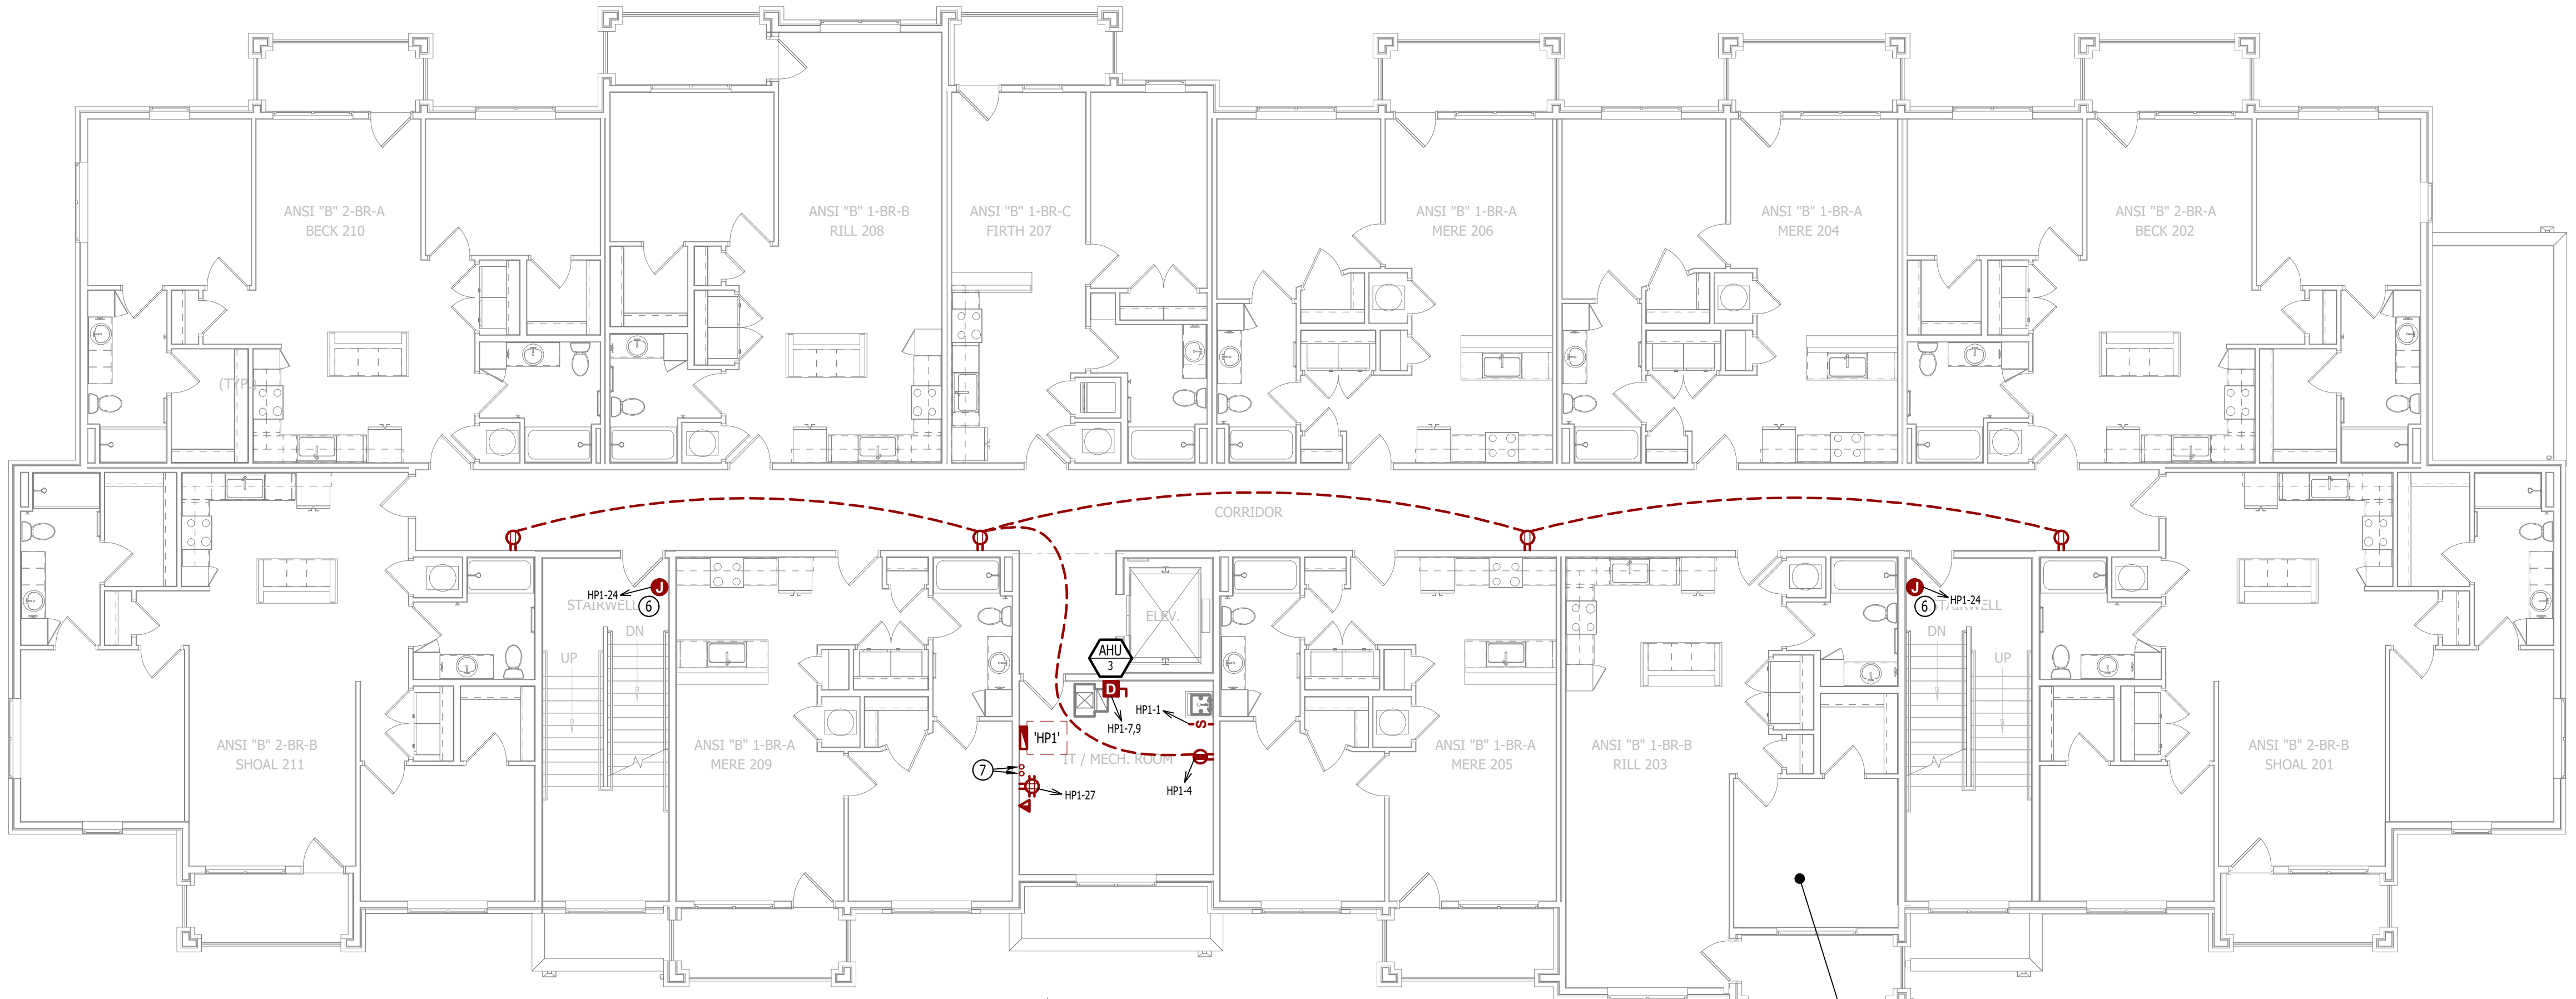 ANSI "B" 2-BR-A
BECK 210
ANSI "B" 1-BR-B
RILL 208
ANSI "B" 1-BR-C
FIRTH 207
ANSI "B" 1-BR-A
MERE 206
ANSI "B" 1-BR-A
MERE 204
ANSI "B" 2-BR-A
BECK 202
(TYP.)
CORRIDOR
J
HP1-24
STAIRWELL
6
DN
UP
ELEV.
AHU
3
D
HP1-7,9
HP1-1
S
'HP1'
IT / MECH. ROOM
7
HP1-27
HP1-4
J
HP1-24
6
STAIRWELL
DN
UP
ANSI "B" 2-BR-B
SHOAL 211
ANSI "B" 1-BR-A
MERE 209
ANSI "B" 1-BR-A
MERE 205
ANSI "B" 1-BR-B
RILL 203
ANSI "B" 2-BR-B
SHOAL 201